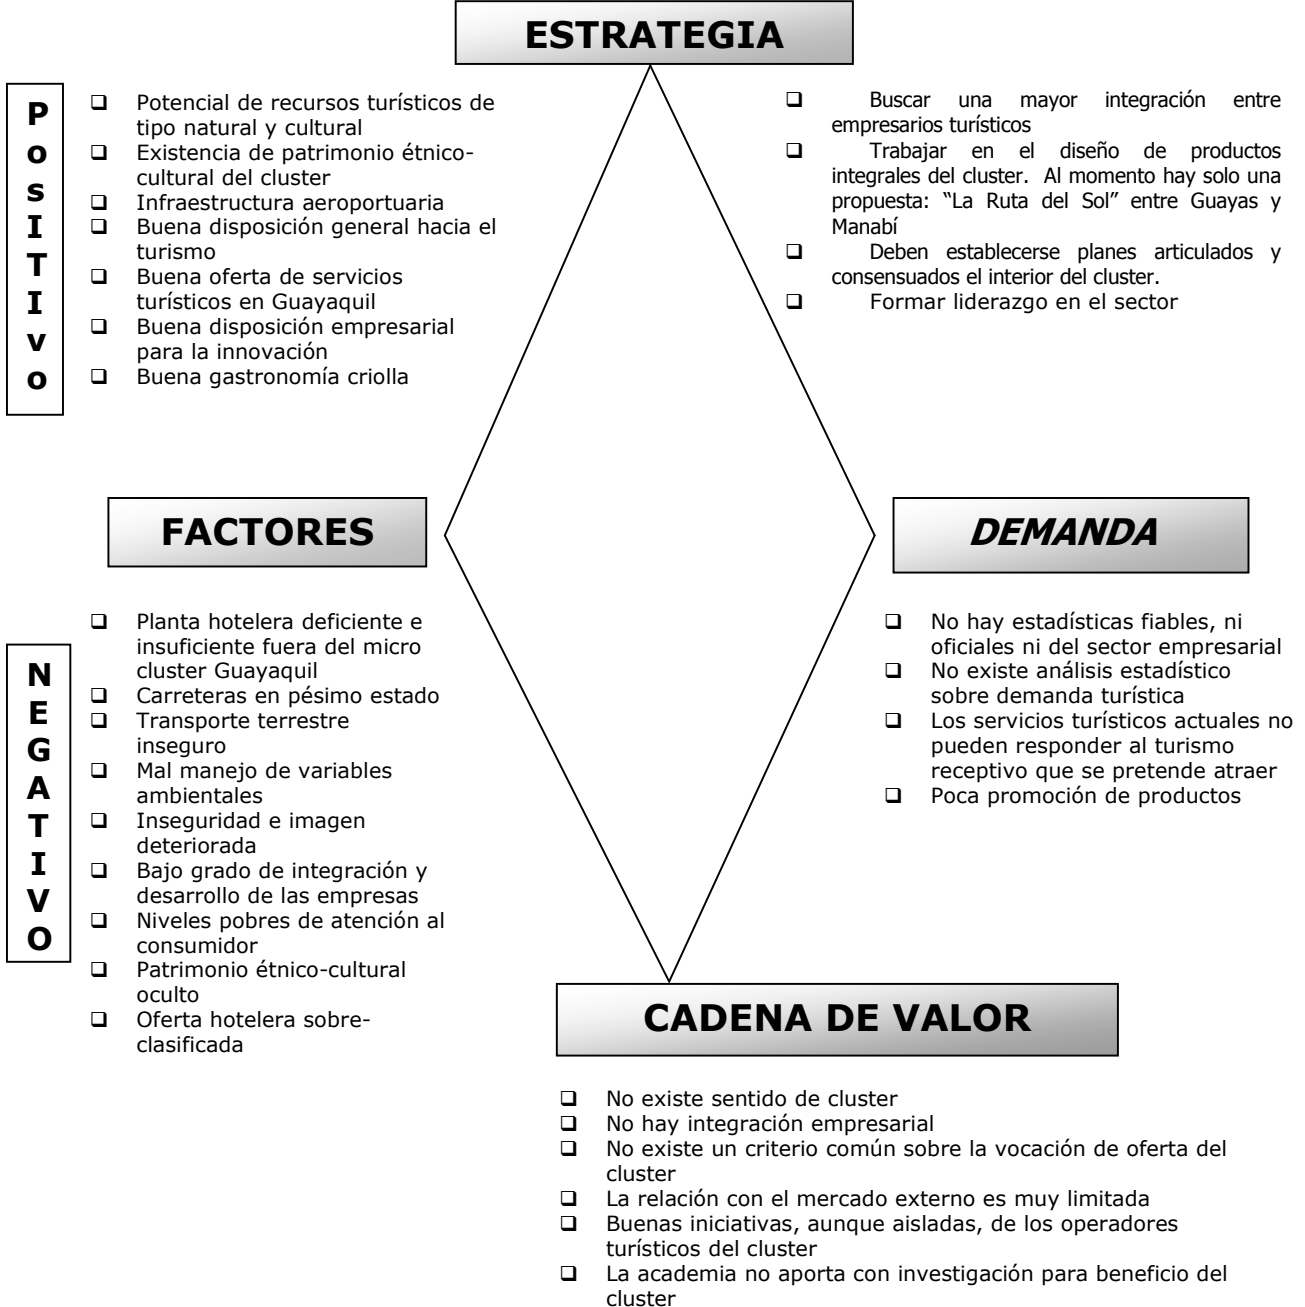 ESTRATEGIA
PosITIvo
❑ Potencial de recursos turísticos de
tipo natural y cultural
❑ Existencia de patrimonio étnico-
cultural del cluster
❑ Infraestructura aeroportuaria
❑ Buena disposición general hacia el
turismo
❑ Buena oferta de servicios
turísticos en Guayaquil
❑ Buena disposición empresarial
para la innovación
❑ Buena gastronomía criolla
❑ Buscar una mayor integración entre
empresarios turísticos
❑ Trabajar en el diseño de productos
integrales del cluster. Al momento hay solo una
propuesta: “La Ruta del Sol” entre Guayas y
Manabí
❑ Deben establecerse planes articulados y
consensuados el interior del cluster.
❑ Formar liderazgo en el sector
FACTORES
DEMANDA
NEGATIVO
❑ Planta hotelera deficiente e
insuficiente fuera del micro
cluster Guayaquil
❑ Carreteras en pésimo estado
❑ Transporte terrestre
inseguro
❑ Mal manejo de variables
ambientales
❑ Inseguridad e imagen
deteriorada
❑ Bajo grado de integración y
desarrollo de las empresas
❑ Niveles pobres de atención al
consumidor
❑ Patrimonio étnico-cultural
oculto
❑ Oferta hotelera sobre-
clasificada
❑ No hay estadísticas fiables, ni
oficiales ni del sector empresarial
❑ No existe análisis estadístico
sobre demanda turística
❑ Los servicios turísticos actuales no
pueden responder al turismo
receptivo que se pretende atraer
❑ Poca promoción de productos
CADENA DE VALOR
❑ No existe sentido de cluster
❑ No hay integración empresarial
❑ No existe un criterio común sobre la vocación de oferta del
cluster
❑ La relación con el mercado externo es muy limitada
❑ Buenas iniciativas, aunque aisladas, de los operadores
turísticos del cluster
❑ La academia no aporta con investigación para beneficio del
cluster